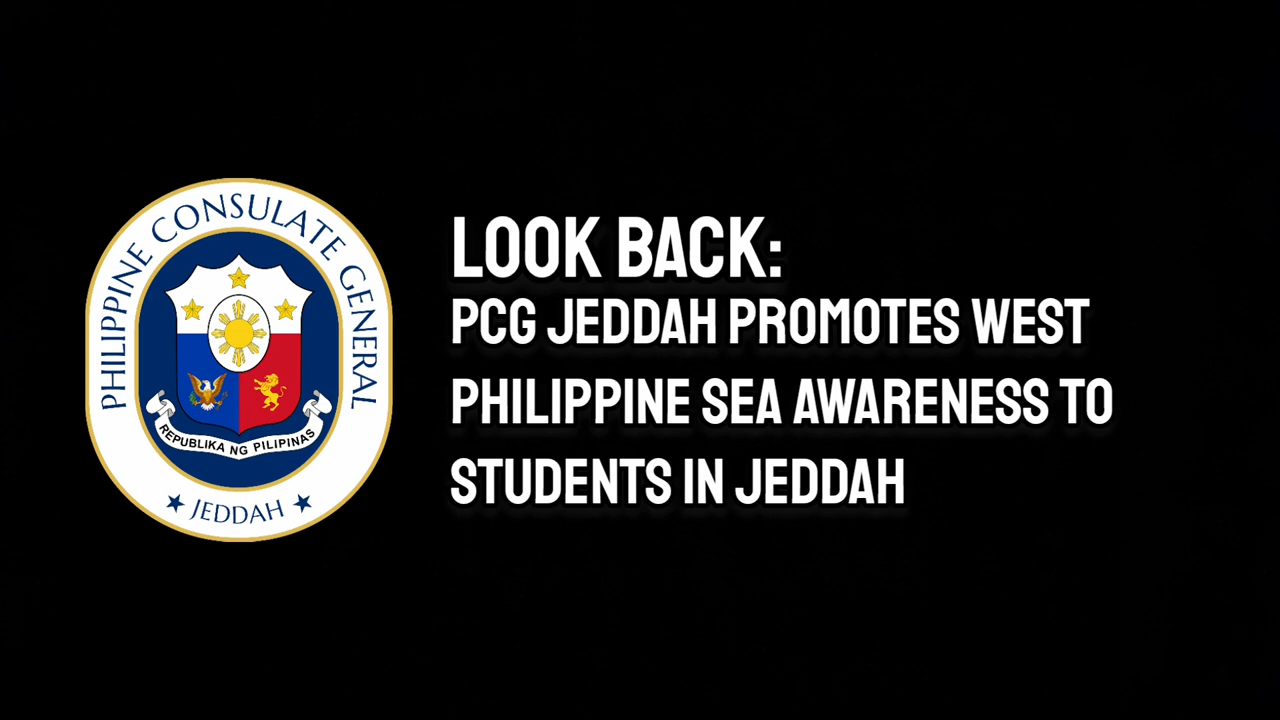 PHILIPPINE CONSULATE GENERAL
REPUBLIKA NG PILIPINAS
★ JEDDAH ★
LOOK BACK:
PCG JEDDAH PROMOTES WEST
PHILIPPINE SEA AWARENESS TO
STUDENTS IN JEDDAH